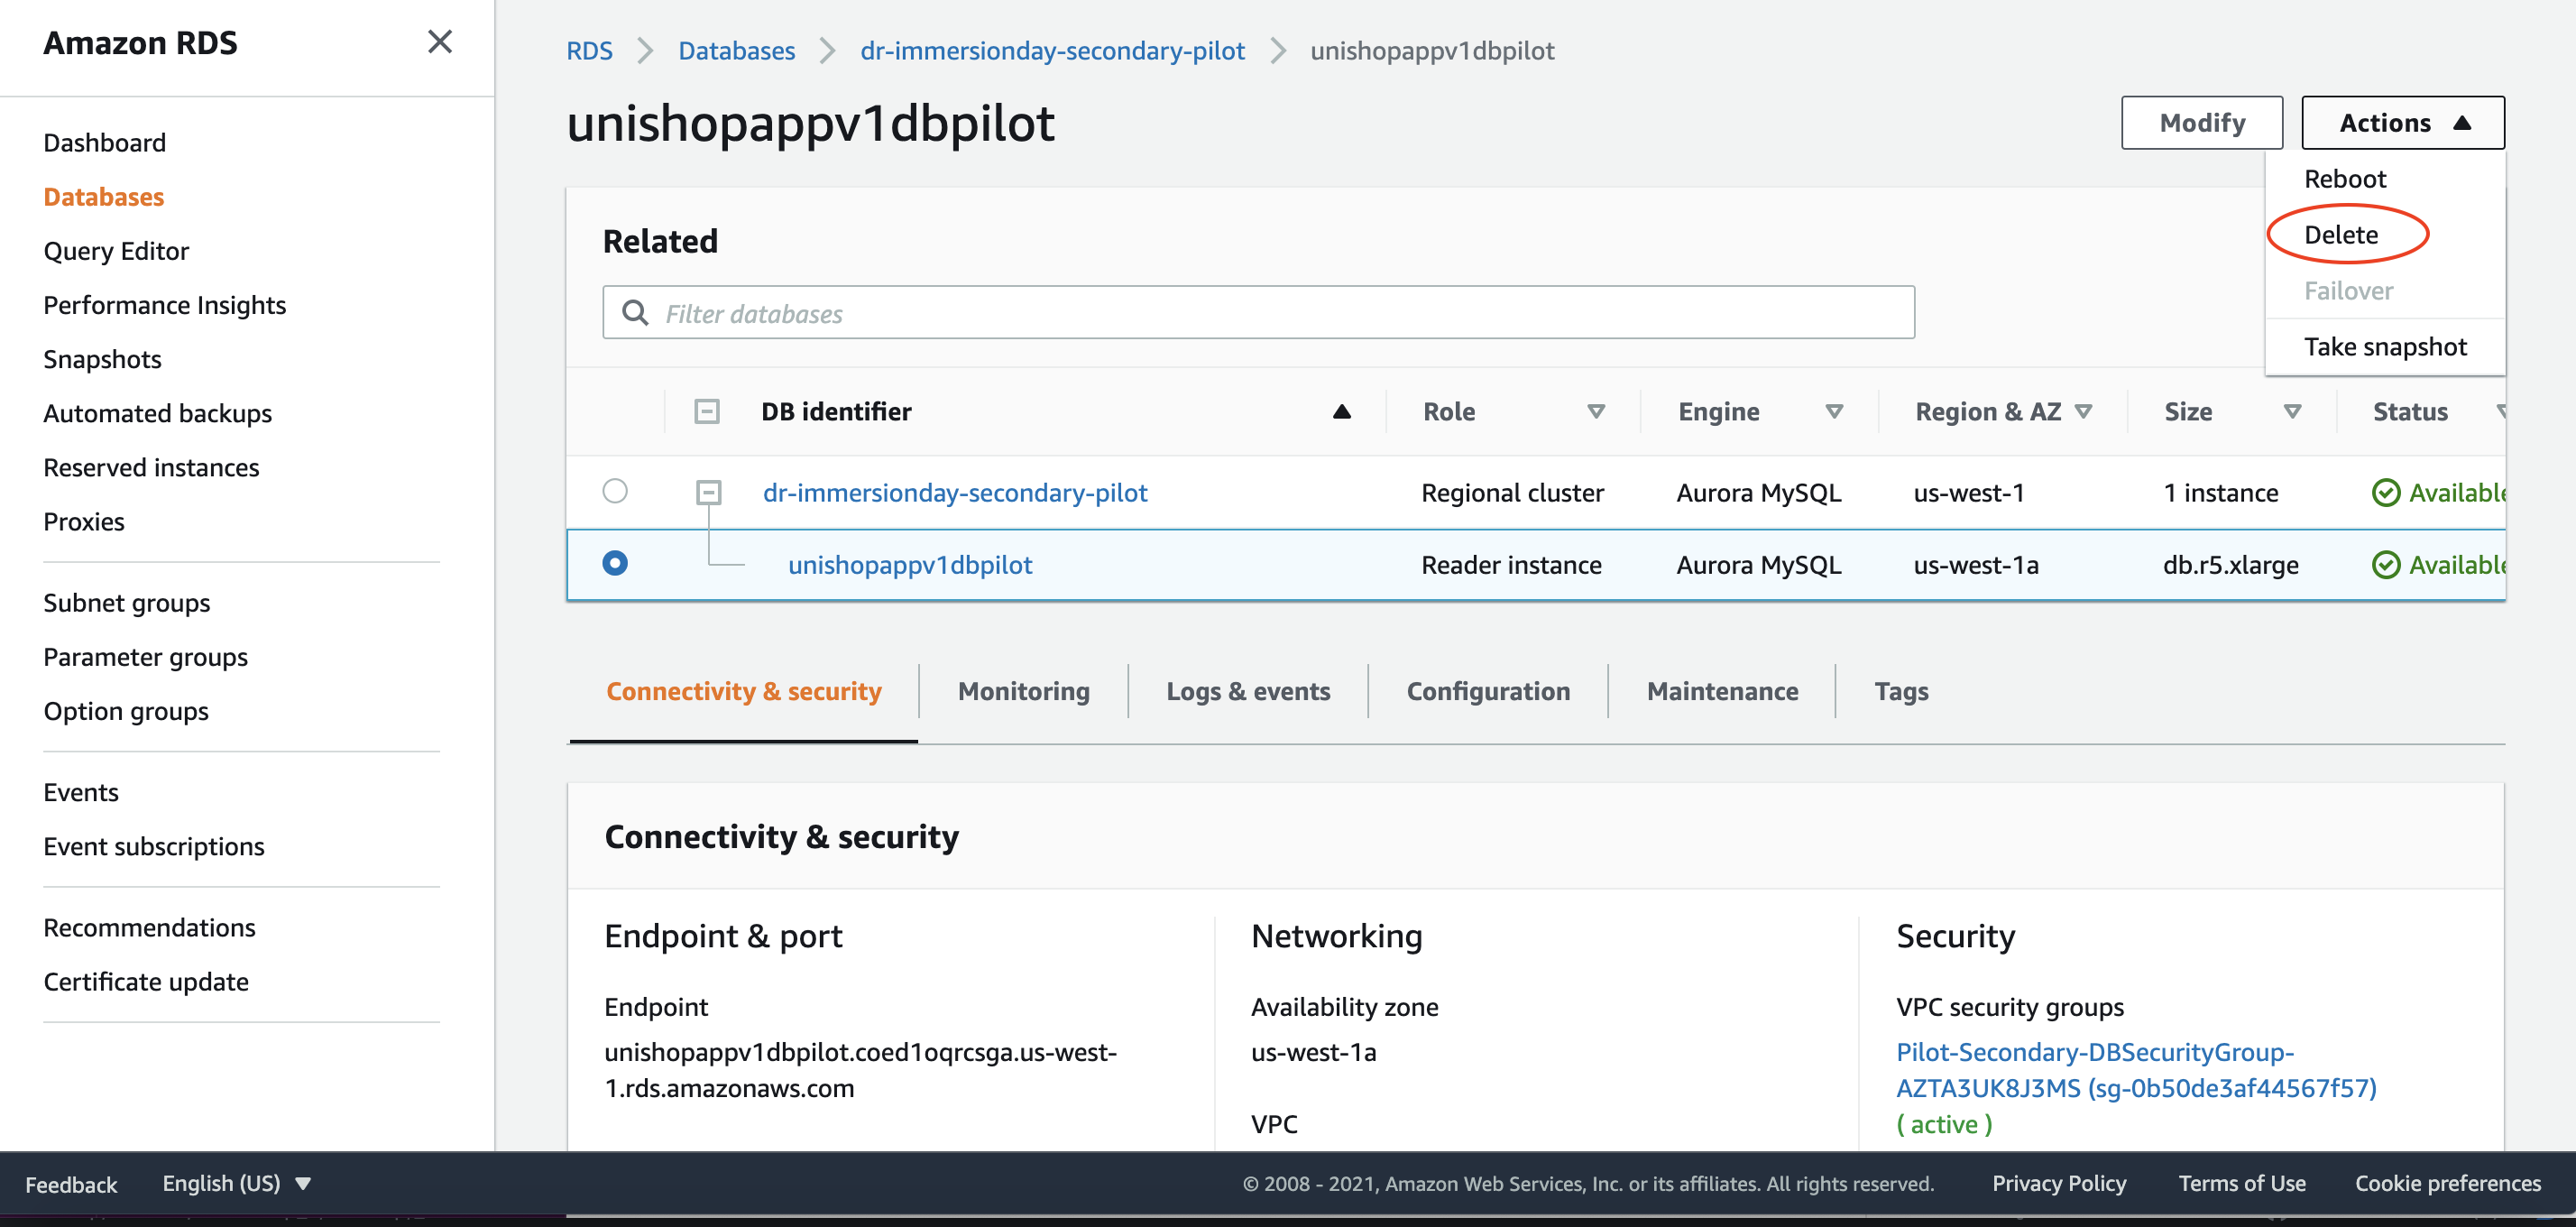 Amazon RDS
Dashboard
Databases
Query Editor
Performance Insights
Snapshots
Automated backups
Reserved instances
Proxies
Subnet groups
Parameter groups
Option groups
Events
Event subscriptions
Recommendations
Certificate update
RDS
Databases
dr-immersionday-secondary-pilot
unishopappv1dbpilot
unishopappv1dbpilot
Modify
Actions
Reboot
Delete
Failover
Take snapshot
Related
Filter databases
DB identifier Role Engine Region & AZ Size Status
dr-immersionday-secondary-pilot Regional cluster Aurora MySQL us-west-1 1 instance Available
unishopappv1dbpilot Reader instance Aurora MySQL us-west-1a db.r5.xlarge Available
Connectivity & security Monitoring Logs & events Configuration Maintenance Tags
Connectivity & security
Endpoint & port
Endpoint
unishopappv1dbpilot.coed1oqrcsga.us-west-
1.rds.amazonaws.com
Networking
Availability zone
us-west-1a
VPC
Security
VPC security groups
Pilot-Secondary-DBSecurityGroup-
AZTA3UK8J3MS (sg-0b50de3af44567f57)
( active )
Feedback English (US) © 2008 - 2021, Amazon Web Services, Inc. or its affiliates. All rights reserved. Privacy Policy Terms of Use Cookie preferences